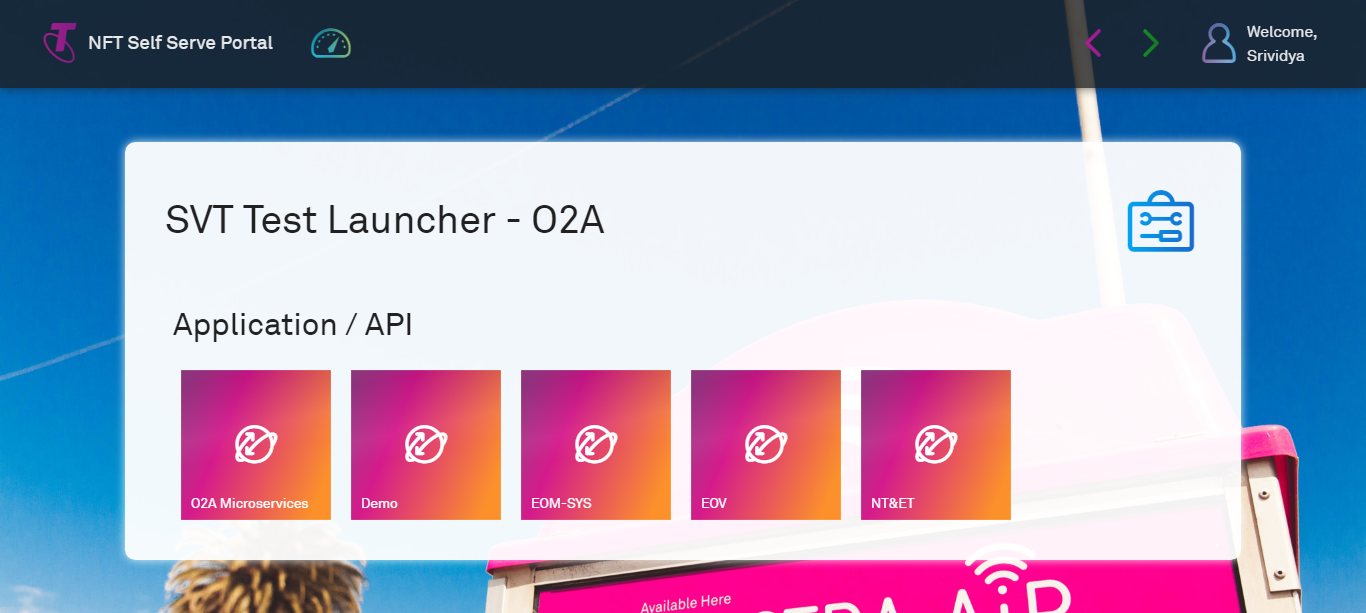 NFT Self Serve Portal
Welcome,
Srividya
SVT Test Launcher - O2A
Application / API
O2A Microservices
Demo
EOM-SYS
EOV
NT&ET
Available Here
AiR